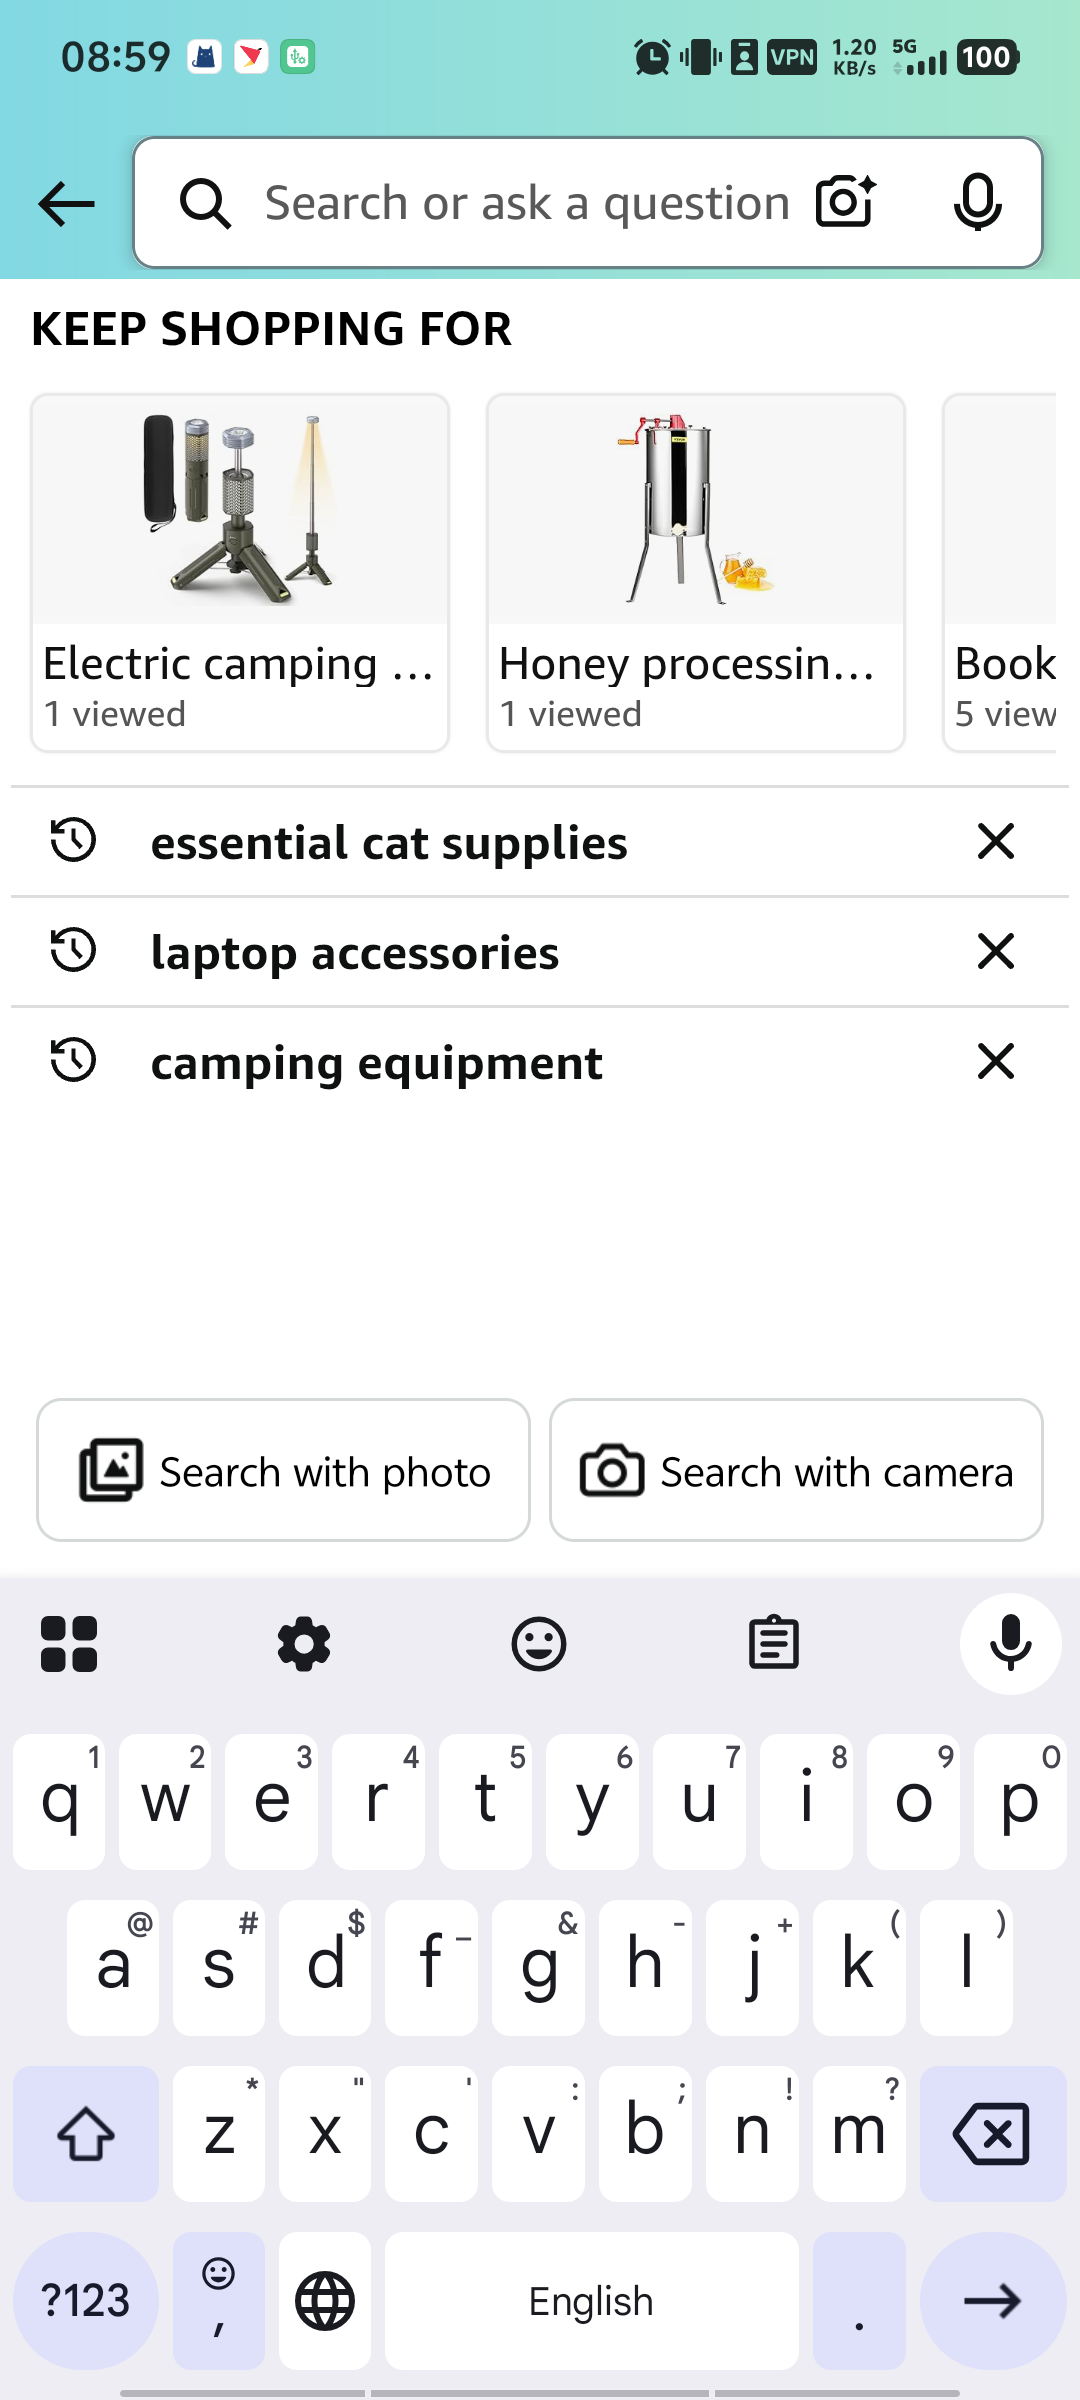 08:59
VPN
1.20
KB/s
5G
100
Search or ask a question
KEEP SHOPPING FOR
Electric camping ...
1 viewed
Honey processin...
1 viewed
Book
5 view
essential cat supplies
laptop accessories
camping equipment
Search with photo
Search with camera
q 1 w 2 e 3 r 4 t 5 y 6 u 7 i 8 o 9 p 0
a @ s # d $ f _ g & h - j + k ( l )
z * x " c ' v : b ; n ! m ?
?123 , English .